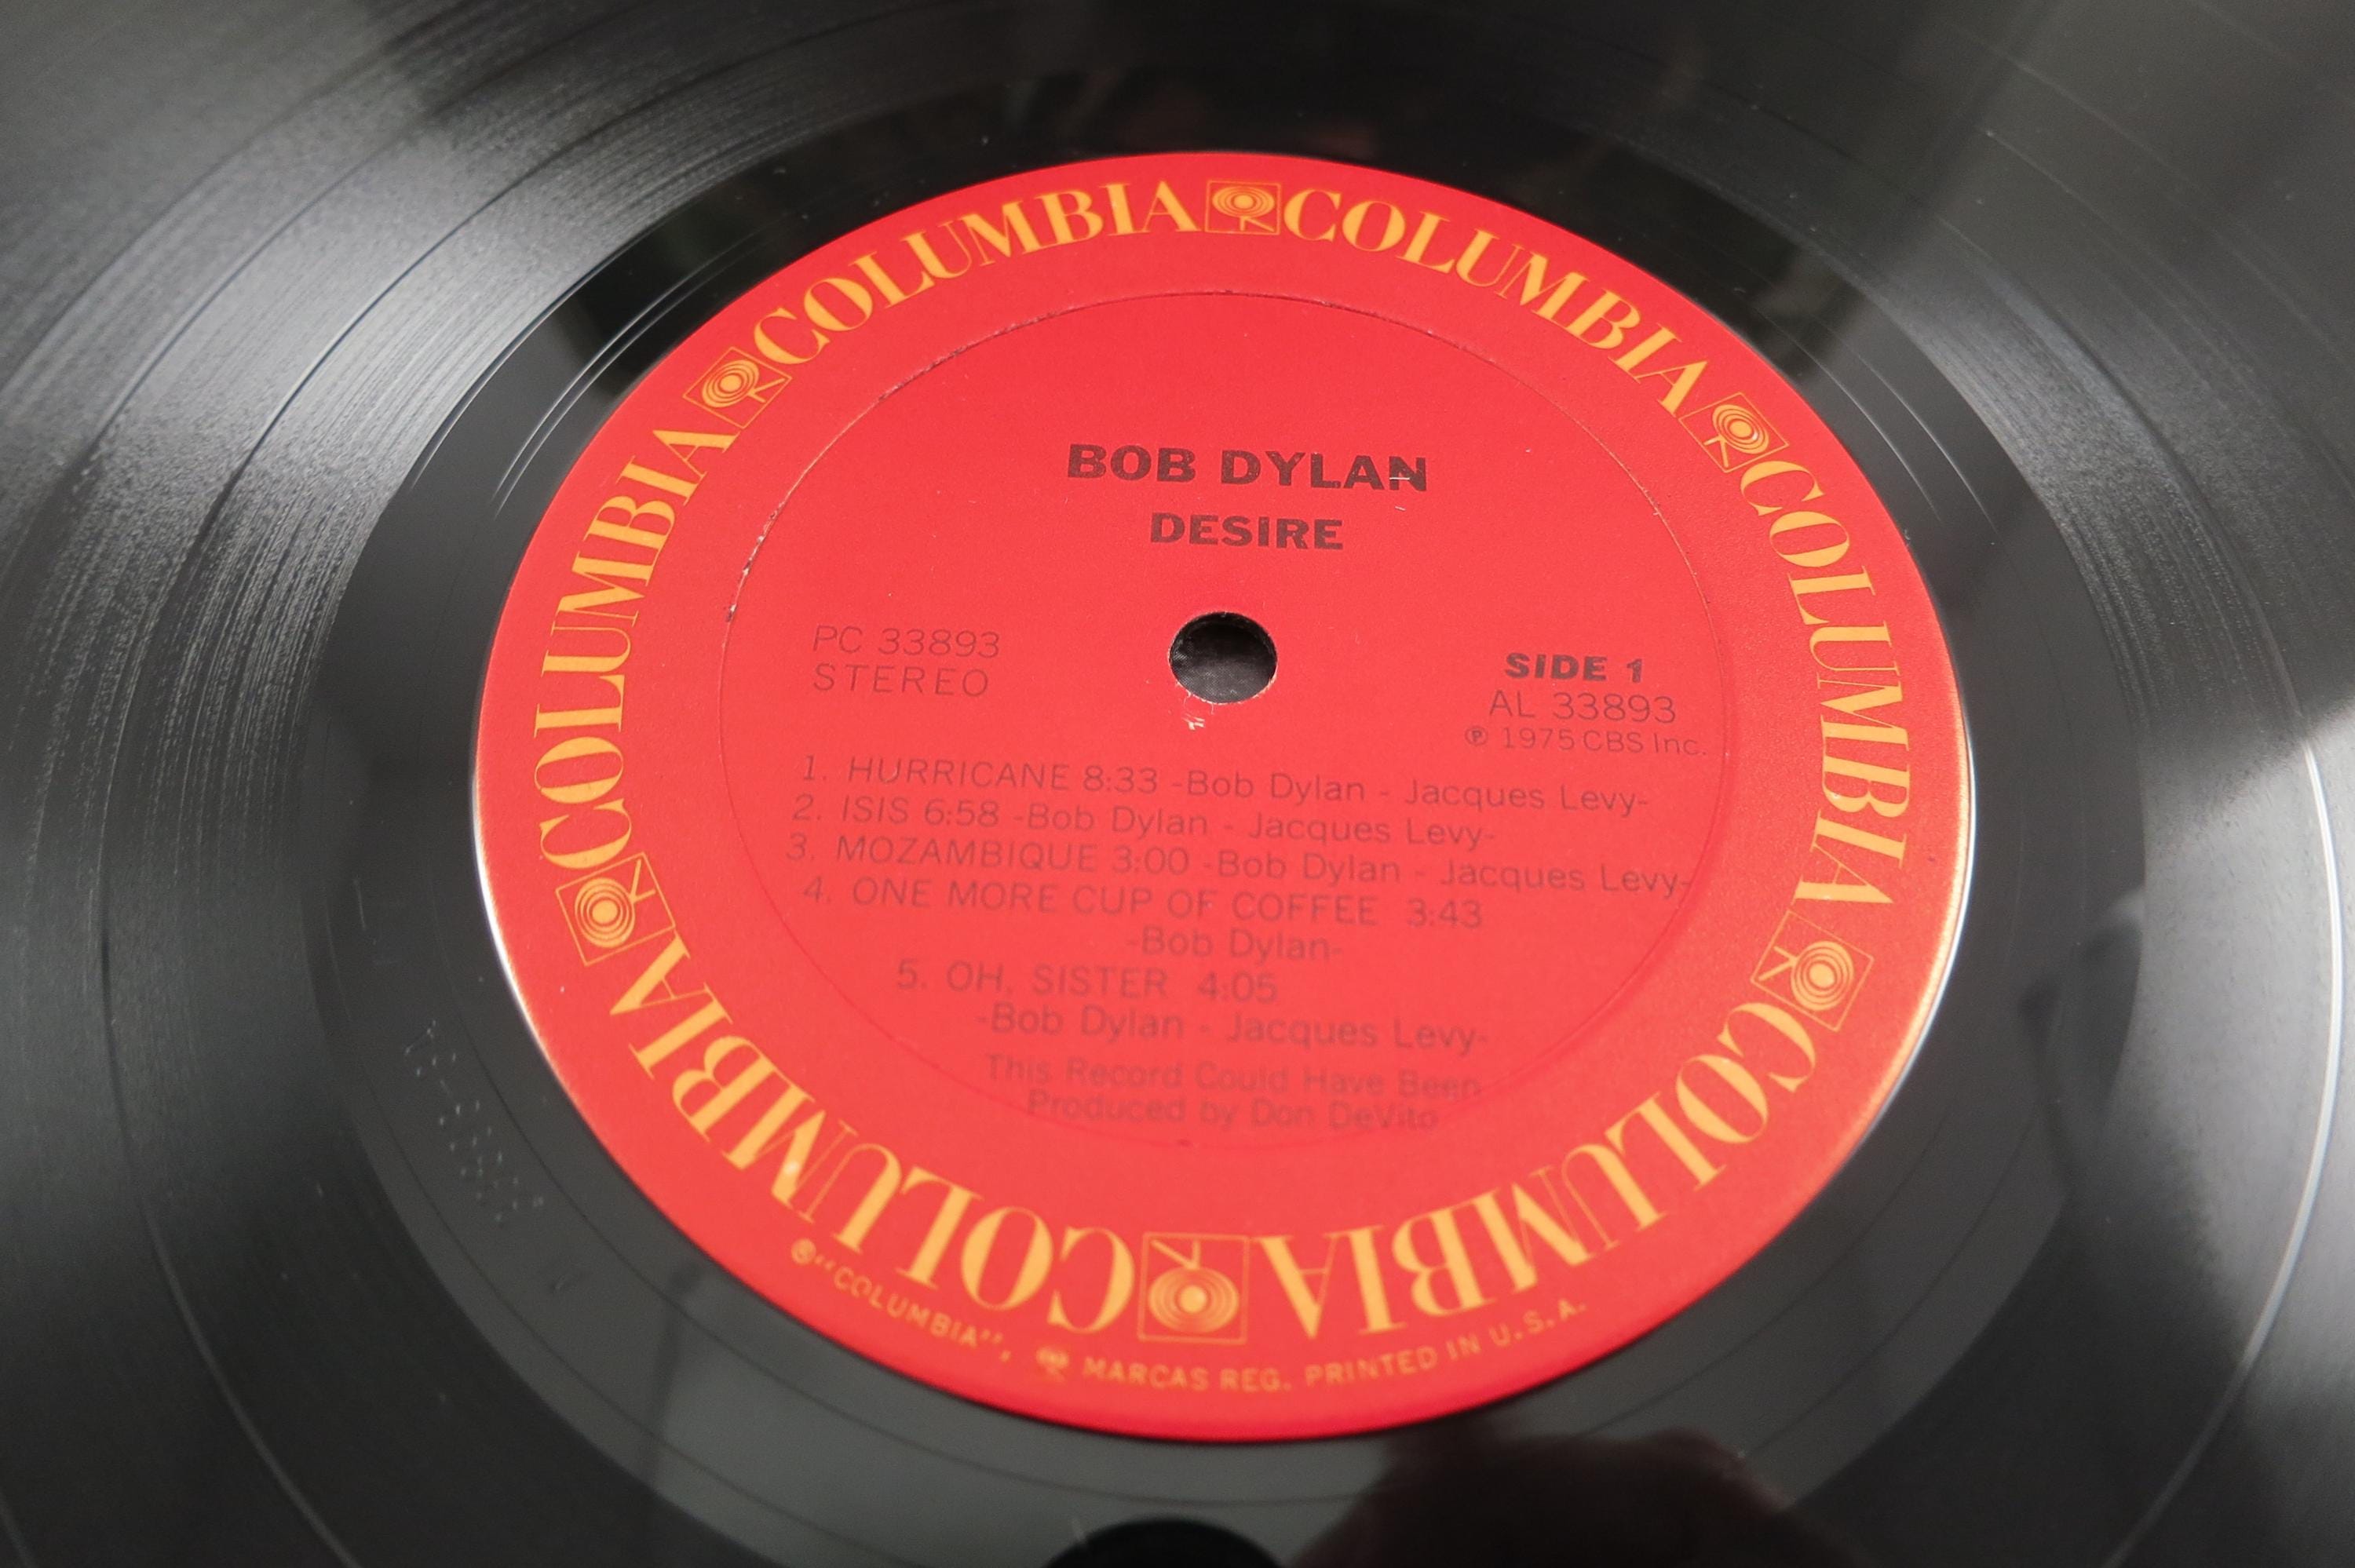 COLUMBIA COLUMBIA COLUMBIA COLUMBIA COLUMBIA COLUMBIA
BOB DYLAN
DESIRE
PC 33893
STEREO
SIDE 1
AL 33893
℗ 1975 CBS Inc.
1. HURRICANE 8:33 -Bob Dylan - Jacques Levy-
2. ISIS 6:58 -Bob Dylan - Jacques Levy-
3. MOZAMBIQUE 3:00 -Bob Dylan - Jacques Levy-
4. ONE MORE CUP OF COFFEE 3:43
-Bob Dylan-
5. OH, SISTER 4:05
-Bob Dylan - Jacques Levy-
This Record Could Have Been
Produced by Don DeVito
®"COLUMBIA", MARCAS REG. PRINTED IN U.S.A.